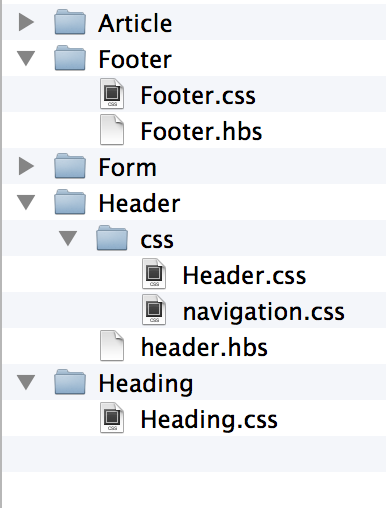 Article
Footer
Footer.css
Footer.hbs
Form
Header
css
Header.css
navigation.css
header.hbs
Heading
Heading.css